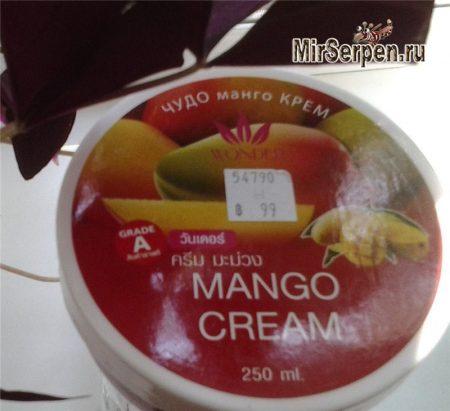 MirSerpen.ru
ЧУДО манго КРЕМ
WONDER
54790
฿ 99
GRADE
A
วันเดอร์
ครีม มะม่วง
MANGO
CREAM
250 ml.